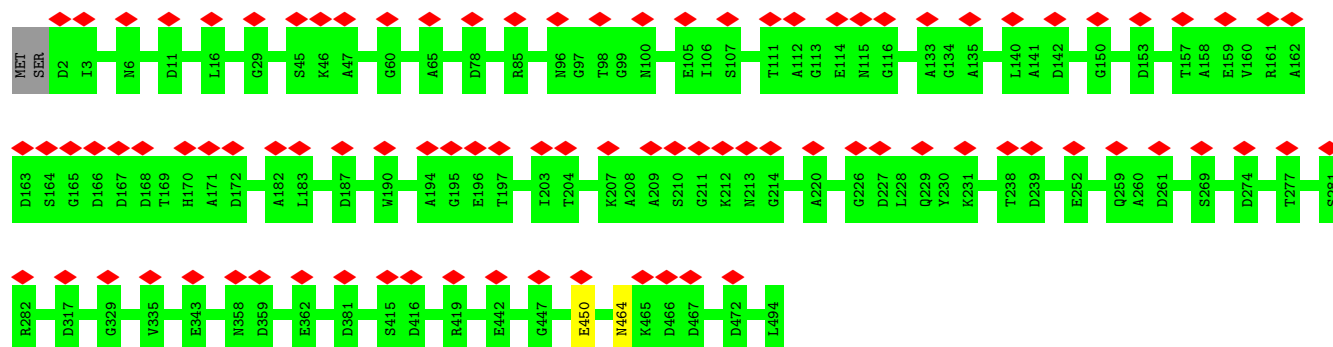 MET SER D2 I3 N6 D11 L16 G29 S45 K46 A47 G60 A65 D78 R85 N96 G97 T98 G99 N100 E105 I106 S107 T111 A112 G113 E114 N115 G116 A133 G134 A135 L140 A141 D142 G150 D153 T157 A158 E159 V160 R161 A162
D163 S164 G165 D166 D167 D168 T169 H170 A171 D172 A182 L183 D187 W190 A194 G195 E196 T197 I203 T204 K207 A208 A209 S210 G211 K212 N213 G214 A220 G226 D227 L228 Q229 Y230 K231 T238 D239 E252 Q259 A260 D261 S269 D274 T277 S281
R282 D317 G329 V335 E343 N358 D359 E362 D381 S415 D416 R419 E442 G447 E450 N464 K465 D466 D467 D472 L494